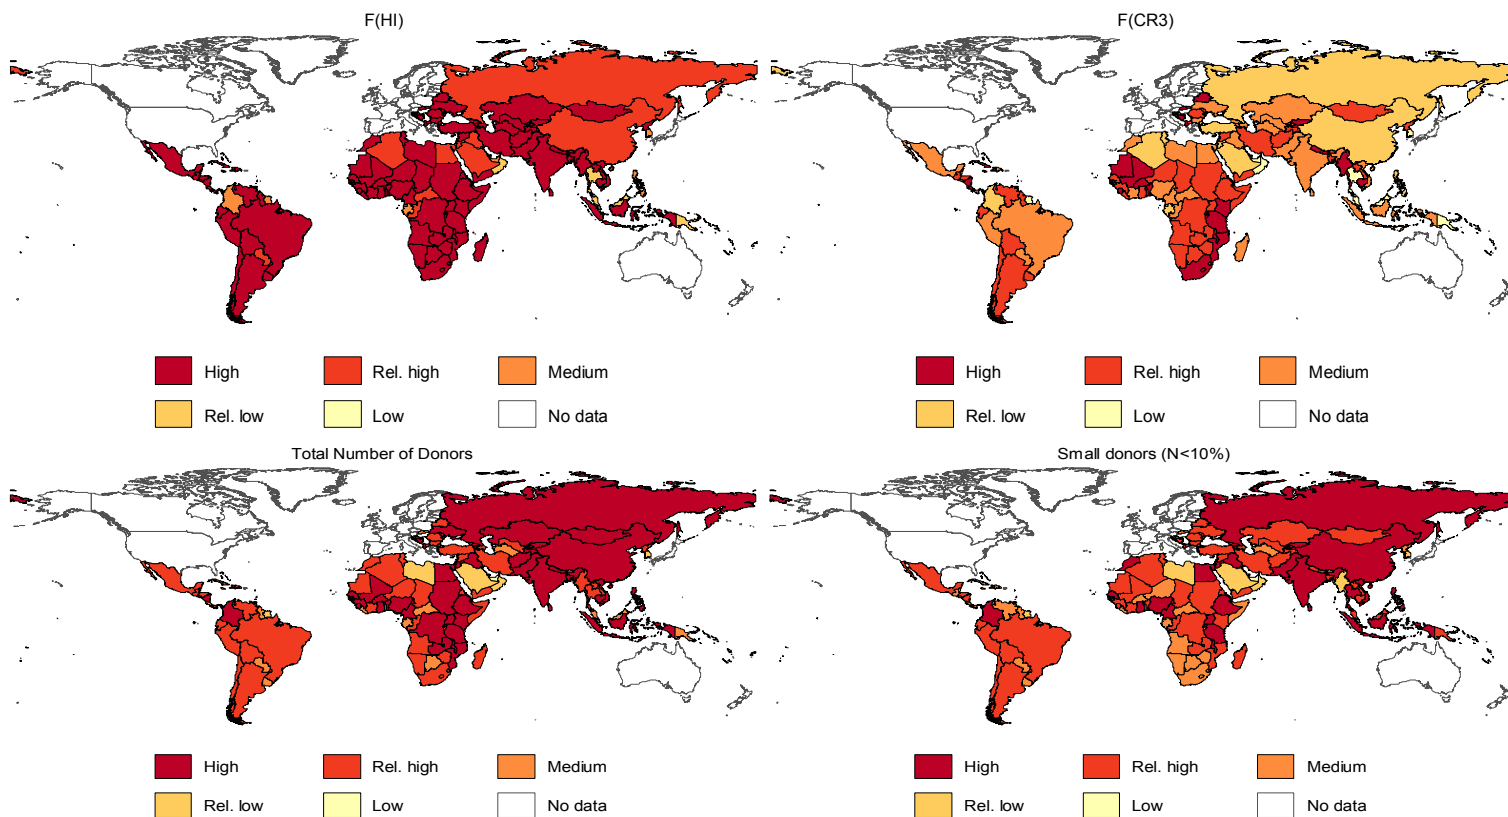 F(HI)
F(CR3)
High
Rel. high
Medium
High
Rel. high
Medium
Rel. low
Low
No data
Rel. low
Low
No data
Total Number of Donors
Small donors (N<10%)
High
Rel. high
Medium
High
Rel. high
Medium
Rel. low
Low
No data
Rel. low
Low
No data